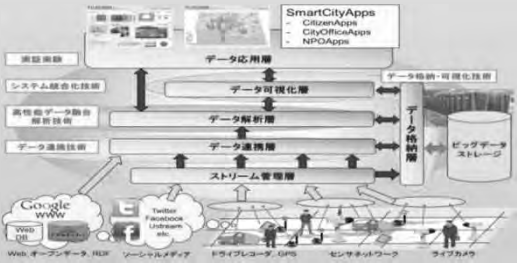 SmartCityApps
- CitizenApps
- CityOfficeApps
- NPOApps
実証実験
データ応用層
データ格納・可視化技術
システム統合化技術
データ可視化層
高性能データ融合
解析技術
データ解析層
データ格納層
ビッグデータ
ストレージ
データ連携技術
データ連携層
ストリーム管理層
Google
WWW
Web
DB
Twitter
Facebook
Ustream
etc.
Web, オープンデータ, RDF
ソーシャルメディア
ドライブレコーダ, GPS
センサネットワーク
ライブカメラ